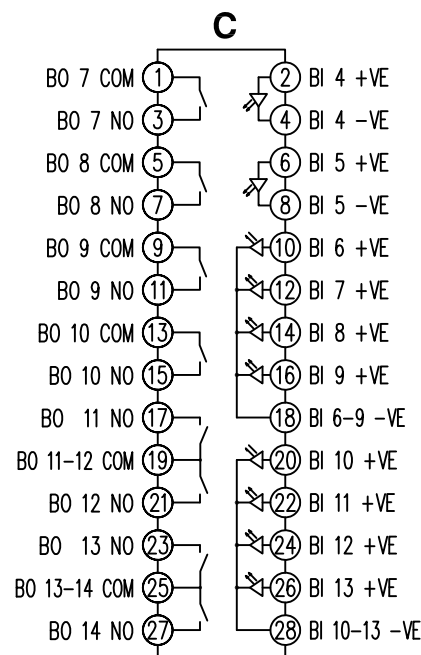 C
BO 7 COM 1 2 BI 4 +VE
BO 7 NO 3 4 BI 4 -VE
BO 8 COM 5 6 BI 5 +VE
BO 8 NO 7 8 BI 5 -VE
BO 9 COM 9 10 BI 6 +VE
BO 9 NO 11 12 BI 7 +VE
BO 10 COM 13 14 BI 8 +VE
BO 10 NO 15 16 BI 9 +VE
BO 11 NO 17 18 BI 6-9 -VE
BO 11-12 COM 19 20 BI 10 +VE
BO 12 NO 21 22 BI 11 +VE
BO 13 NO 23 24 BI 12 +VE
BO 13-14 COM 25 26 BI 13 +VE
BO 14 NO 27 28 BI 10-13 -VE